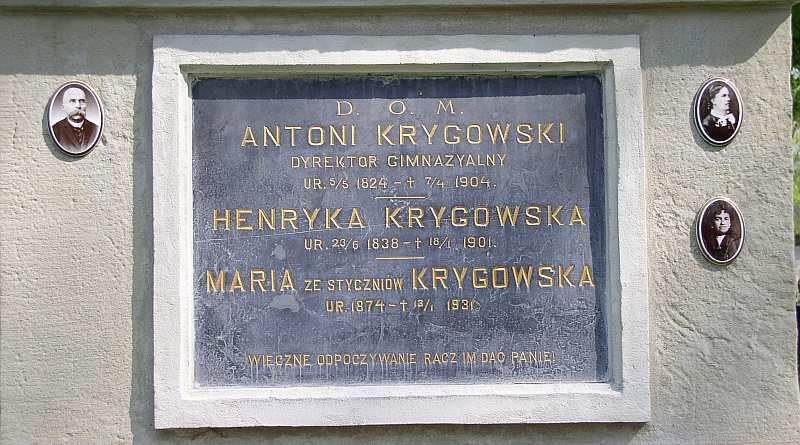 D. O. M.
ANTONI KRYGOWSKI
DYREKTOR GIMNAZYALNY
UR. 5/5 1824 – † 7/4 1904.
HENRYKA KRYGOWSKA
UR. 23/6 1838 – † 18/1 1901.
MARIA ZE STYCZNIÓW KRYGOWSKA
UR. 1874 – † 13/1 1931.
WIECZNE ODPOCZYWANIE RACZ IM DAĆ PANIE!